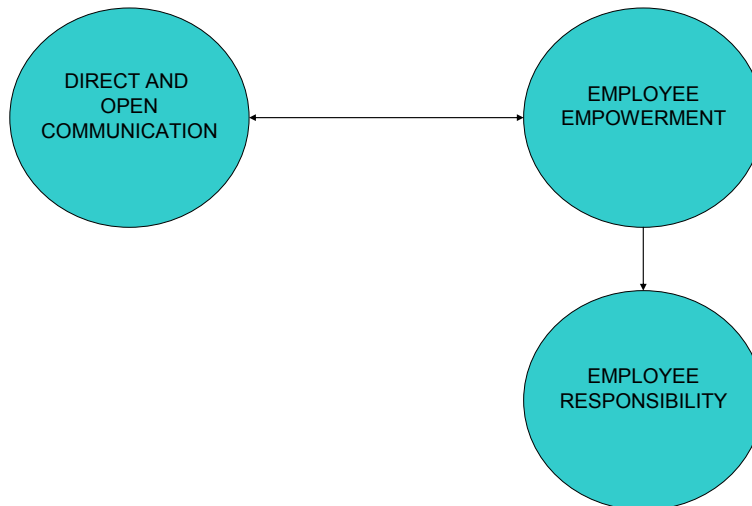 DIRECT AND
OPEN
COMMUNICATION
EMPLOYEE
EMPOWERMENT
EMPLOYEE
RESPONSIBILITY